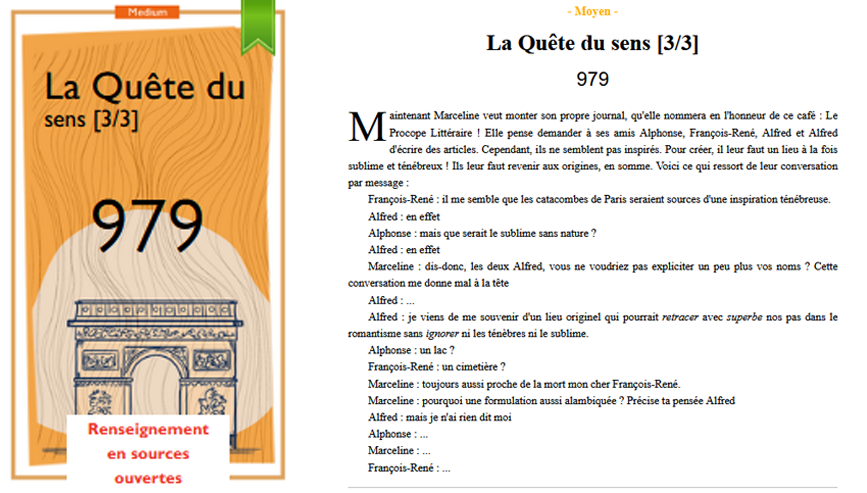 Medium
La Quête du
sens [3/3]
979
Renseignement
en sources
ouvertes
- Moyen -
La Quête du sens [3/3]
979
Maintenant Marceline veut monter son propre journal, qu'elle nommera en l'honneur de ce café : Le
Procope Littéraire ! Elle pense demander à ses amis Alphonse, François-René, Alfred et Alfred
d'écrire des articles. Cependant, ils ne semblent pas inspirés. Pour créer, il leur faut un lieu à la fois
sublime et ténébreux ! Ils leur faut revenir aux origines, en somme. Voici ce qui ressort de leur conversation
par message :
François-René : il me semble que les catacombes de Paris seraient sources d'une inspiration ténébreuse.
Alfred : en effet
Alphonse : mais que serait le sublime sans nature ?
Alfred : en effet
Marceline : dis-donc, les deux Alfred, vous ne voudriez pas expliciter un peu plus vos noms ? Cette
conversation me donne mal à la tête
Alfred : ...
Alfred : je viens de me souvenir d'un lieu originel qui pourrait retracer avec superbe nos pas dans le
romantisme sans ignorer ni les ténèbres ni le sublime.
Alphonse : un lac ?
François-René : un cimetière ?
Marceline : toujours aussi proche de la mort mon cher François-René.
Marceline : pourquoi une formulation aussi alambiquée ? Précise ta pensée Alfred
Alfred : mais je n'ai rien dit moi
Alphonse : ...
Marceline : ...
François-René : ...